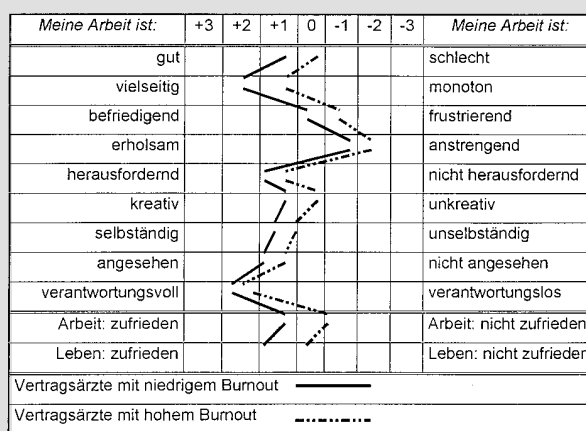 Meine Arbeit ist: +3 +2 +1 0 -1 -2 -3 Meine Arbeit ist:
gut schlecht
vielseitig monoton
befriedigend frustrierend
erholsam anstrengend
herausfordernd nicht herausfordernd
kreativ unkreativ
selbständig unselbständig
angesehen nicht angesehen
verantwortungsvoll verantwortungslos
Arbeit: zufrieden Arbeit: nicht zufrieden
Leben: zufrieden Leben: nicht zufrieden
Vertragsärzte mit niedrigem Burnout
Vertragsärzte mit hohem Burnout